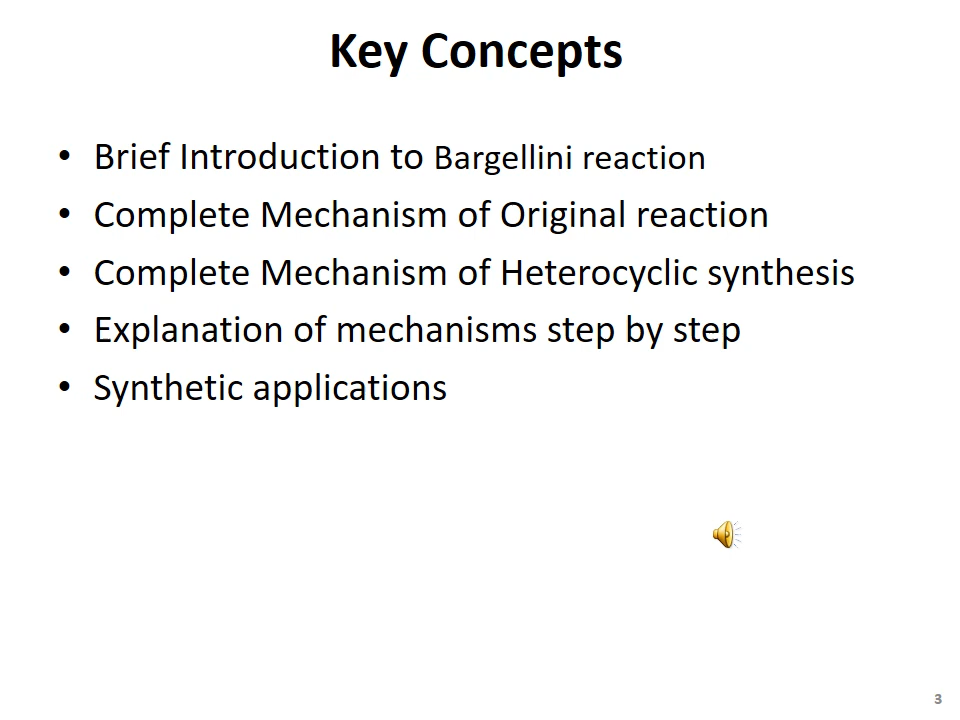 Key Concepts
• Brief Introduction to Bargellini reaction
• Complete Mechanism of Original reaction
• Complete Mechanism of Heterocyclic synthesis
• Explanation of mechanisms step by step
• Synthetic applications
3